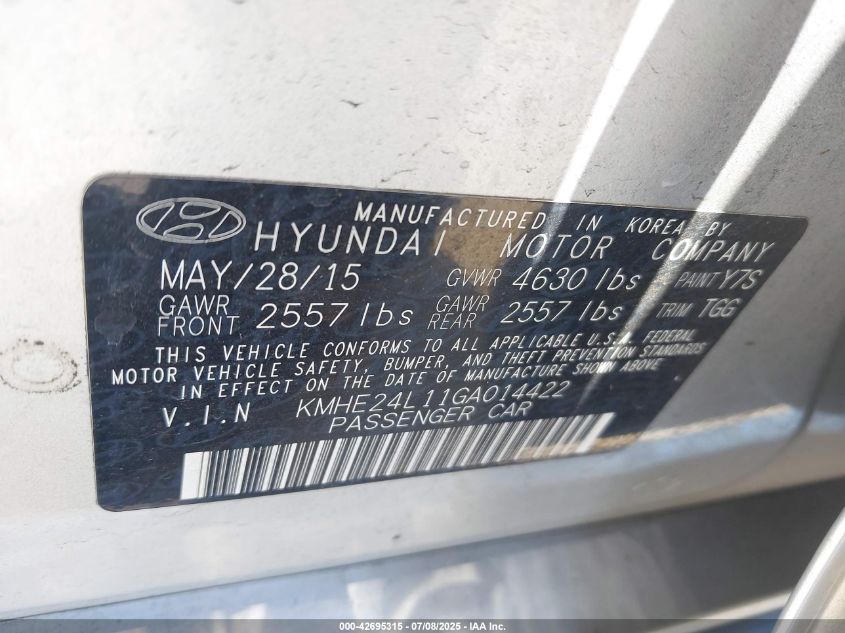 MANUFACTURED IN KOREA BY
HYUNDAI MOTOR COMPANY
MAY/28/15 GVWR 4630 lbs PAINT Y7S
GAWR FRONT 2557 lbs GAWR REAR 2557 lbs TRIM TGG
THIS VEHICLE CONFORMS TO ALL APPLICABLE U.S.A. FEDERAL
MOTOR VEHICLE SAFETY, BUMPER, AND THEFT PREVENTION STANDARDS
IN EFFECT ON THE DATE OF MANUFACTURE SHOWN ABOVE
V.I.N KMHE24L11GA014422
PASSENGER CAR
000-42695315 - 07/08/2025 - IAA Inc.